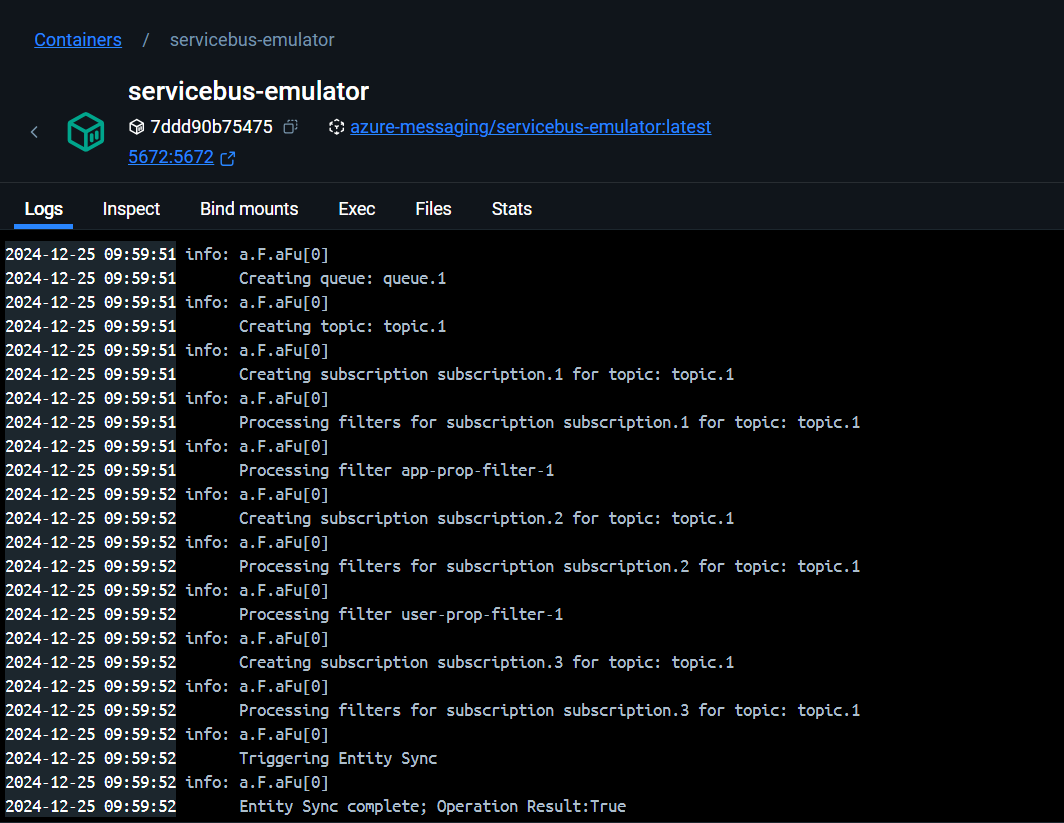 Containers / servicebus-emulator
servicebus-emulator
7ddd90b75475 azure-messaging/servicebus-emulator:latest
5672:5672
Logs Inspect Bind mounts Exec Files Stats
2024-12-25 09:59:51 info: a.F.aFu[0]
2024-12-25 09:59:51       Creating queue: queue.1
2024-12-25 09:59:51 info: a.F.aFu[0]
2024-12-25 09:59:51       Creating topic: topic.1
2024-12-25 09:59:51 info: a.F.aFu[0]
2024-12-25 09:59:51       Creating subscription subscription.1 for topic: topic.1
2024-12-25 09:59:51 info: a.F.aFu[0]
2024-12-25 09:59:51       Processing filters for subscription subscription.1 for topic: topic.1
2024-12-25 09:59:51 info: a.F.aFu[0]
2024-12-25 09:59:51       Processing filter app-prop-filter-1
2024-12-25 09:59:52 info: a.F.aFu[0]
2024-12-25 09:59:52       Creating subscription subscription.2 for topic: topic.1
2024-12-25 09:59:52 info: a.F.aFu[0]
2024-12-25 09:59:52       Processing filters for subscription subscription.2 for topic: topic.1
2024-12-25 09:59:52 info: a.F.aFu[0]
2024-12-25 09:59:52       Processing filter user-prop-filter-1
2024-12-25 09:59:52 info: a.F.aFu[0]
2024-12-25 09:59:52       Creating subscription subscription.3 for topic: topic.1
2024-12-25 09:59:52 info: a.F.aFu[0]
2024-12-25 09:59:52       Processing filters for subscription subscription.3 for topic: topic.1
2024-12-25 09:59:52 info: a.F.aFu[0]
2024-12-25 09:59:52       Triggering Entity Sync
2024-12-25 09:59:52 info: a.F.aFu[0]
2024-12-25 09:59:52       Entity Sync complete; Operation Result:True